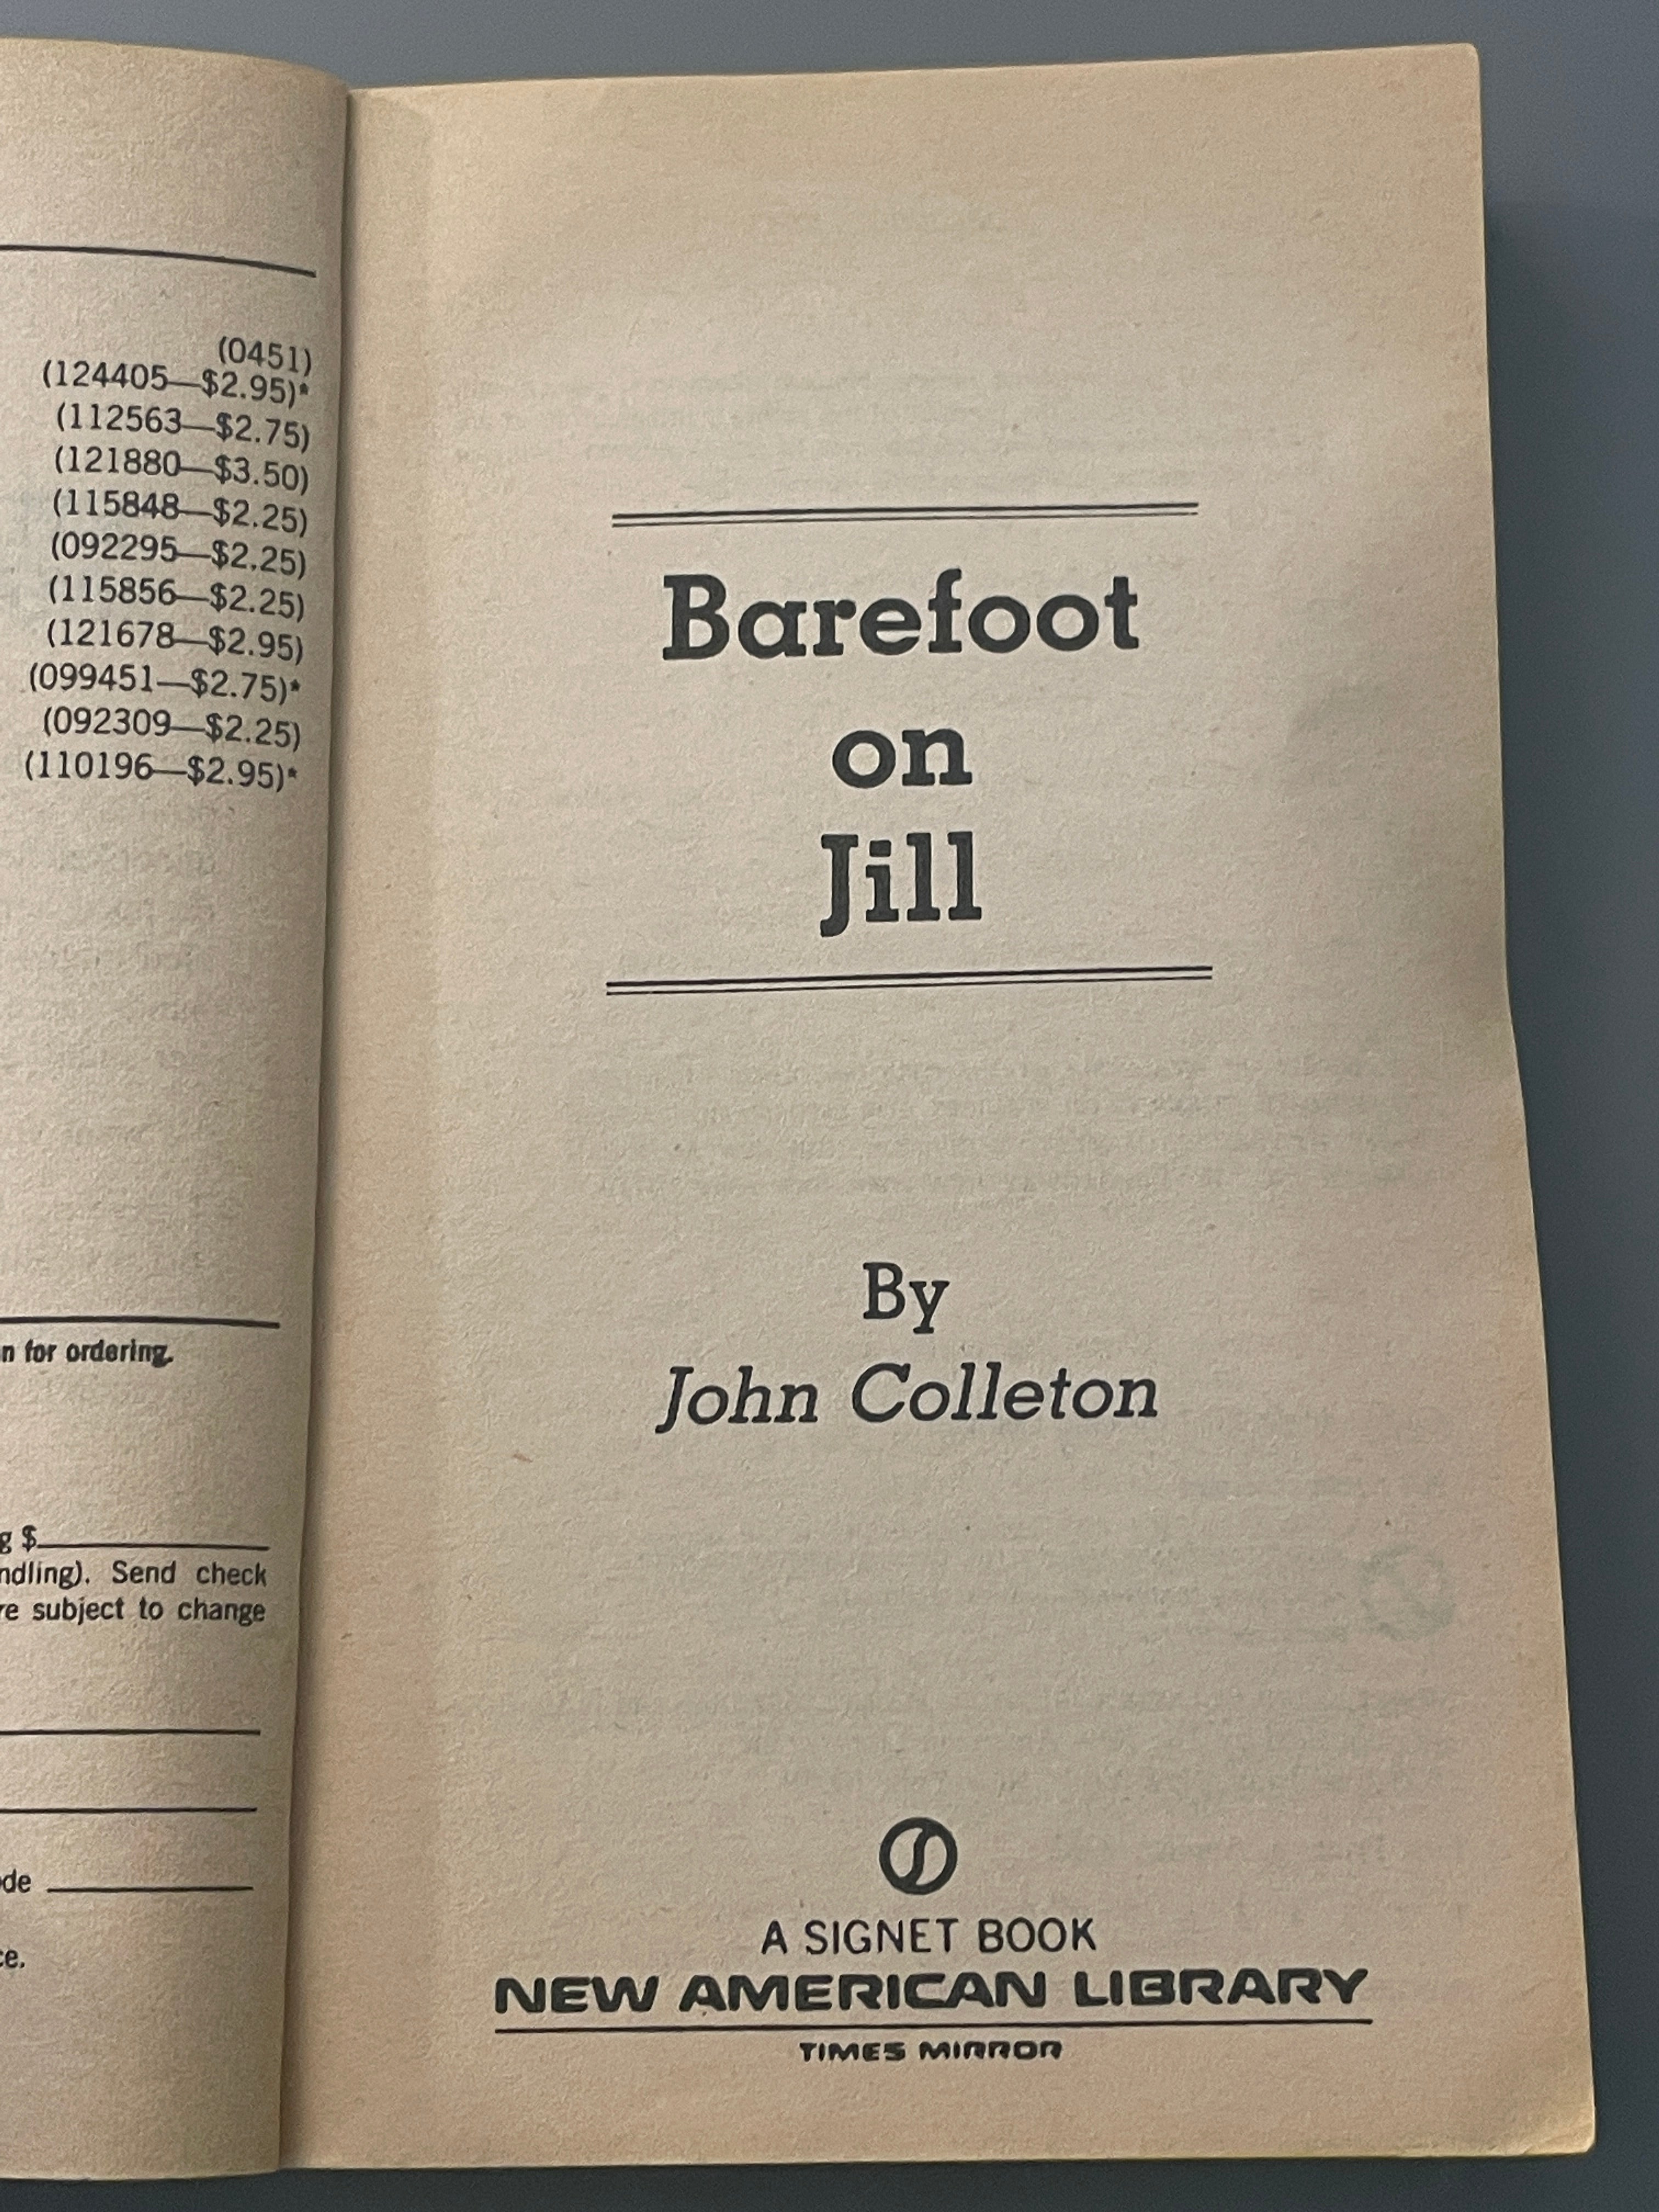 (0451)
(124405—$2.95)*
(112563—$2.75)
(121880—$3.50)
(115848—$2.25)
(092295—$2.25)
(115856—$2.25)
(121678—$2.95)
(099451—$2.75)*
(092309—$2.25)
(110196—$2.95)*
n for ordering.
g $
ndling). Send check
re subject to change
de
ce.
Barefoot
on
Jill
By
John Colleton
A SIGNET BOOK
NEW AMERICAN LIBRARY
TIMES MIRROR